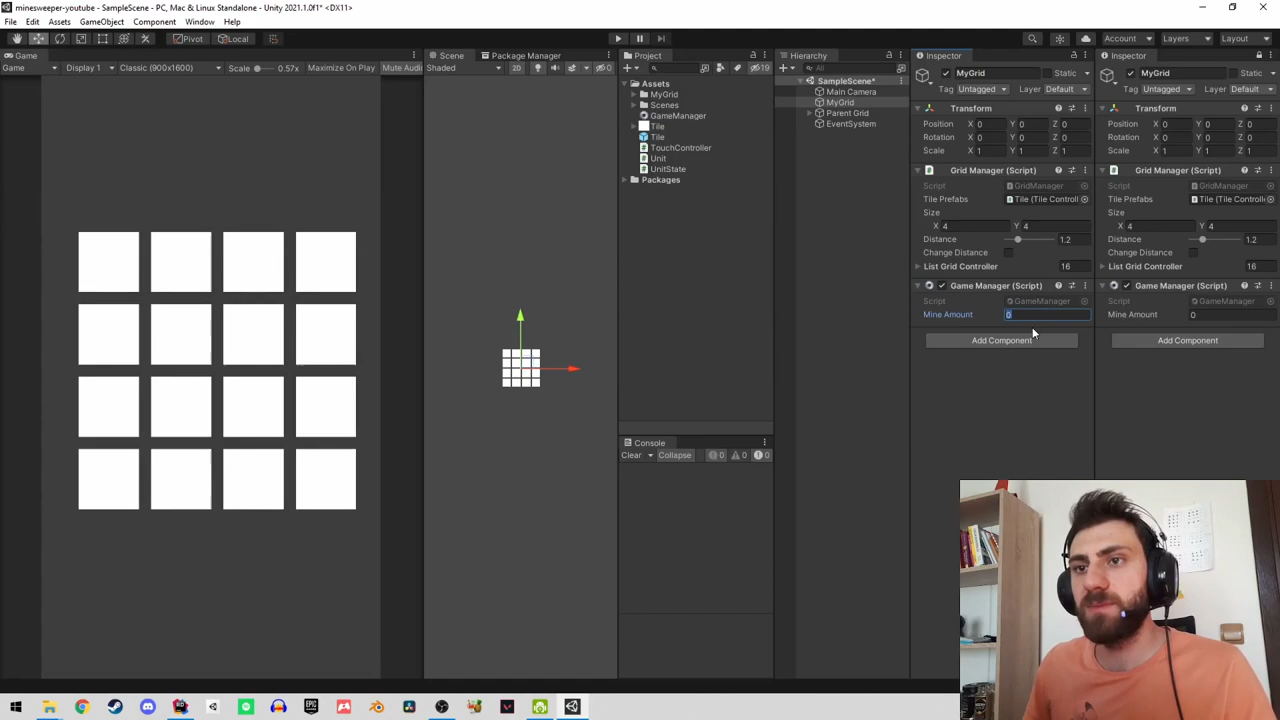 minesweeper-youtube - SampleScene - PC, Mac & Linux Standalone - Unity 2021.1.0f1* <DX11>
File Edit Assets GameObject Component Window Help
Pivot Local Account Layers Layout
Game
Game Display 1 Classic (900x1600) Scale 0.57x Maximize On Play Mute Audi
Scene Package Manager
Shaded 2D 0
Project
19
Assets
MyGrid
Scenes
GameManager
Tile
Tile
TouchController
Unit
UnitState
Packages
Console
Clear Collapse 0 0 0
Hierarchy
All
SampleScene*
Main Camera
MyGrid
Parent Grid
EventSystem
Inspector
MyGrid Static
Tag Untagged Layer Default
Transform
Position X 0 Y 0 Z 0
Rotation X 0 Y 0 Z 0
Scale X 1 Y 1 Z 1
Grid Manager (Script)
Script GridManager
Tile Prefabs Tile (Tile Controll
Size
X 4 Y 4
Distance 1.2
Change Distance
List Grid Controller 16
Game Manager (Script)
Script GameManager
Mine Amount 0
Add Component
Inspector
MyGrid Static
Tag Untagged Layer Default
Transform
Position X 0 Y 0 Z 0
Rotation X 0 Y 0 Z 0
Scale X 1 Y 1 Z 1
Grid Manager (Script)
Script GridManager
Tile Prefabs Tile (Tile Controlle
Size
X 4 Y 4
Distance 1.2
Change Distance
List Grid Controller 16
Game Manager (Script)
Script GameManager
Mine Amount 0
Add Component